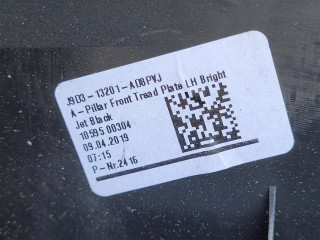 J9D3-13201-AD8PVJ
A-Pillar Front Tread Plate LH Bright
Jet Black
10595 00304
09.04.2019
07:15
P-Nr.2416